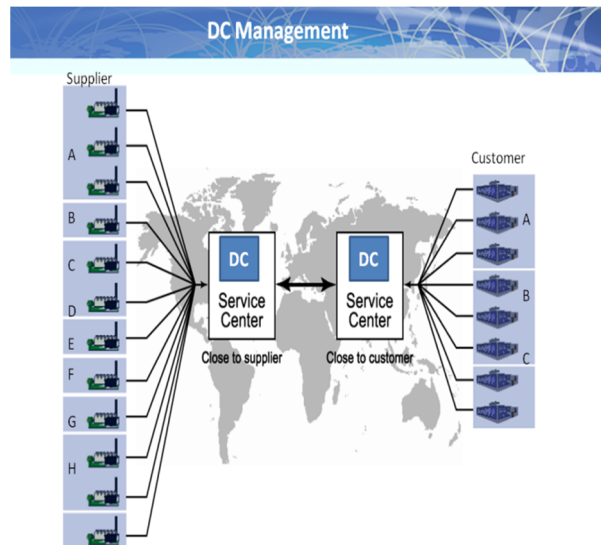 DC Management
Supplier
A
B
C
D
E
F
G
H
DC
Service
Center
Close to supplier
DC
Service
Center
Close to customer
Customer
A
B
C